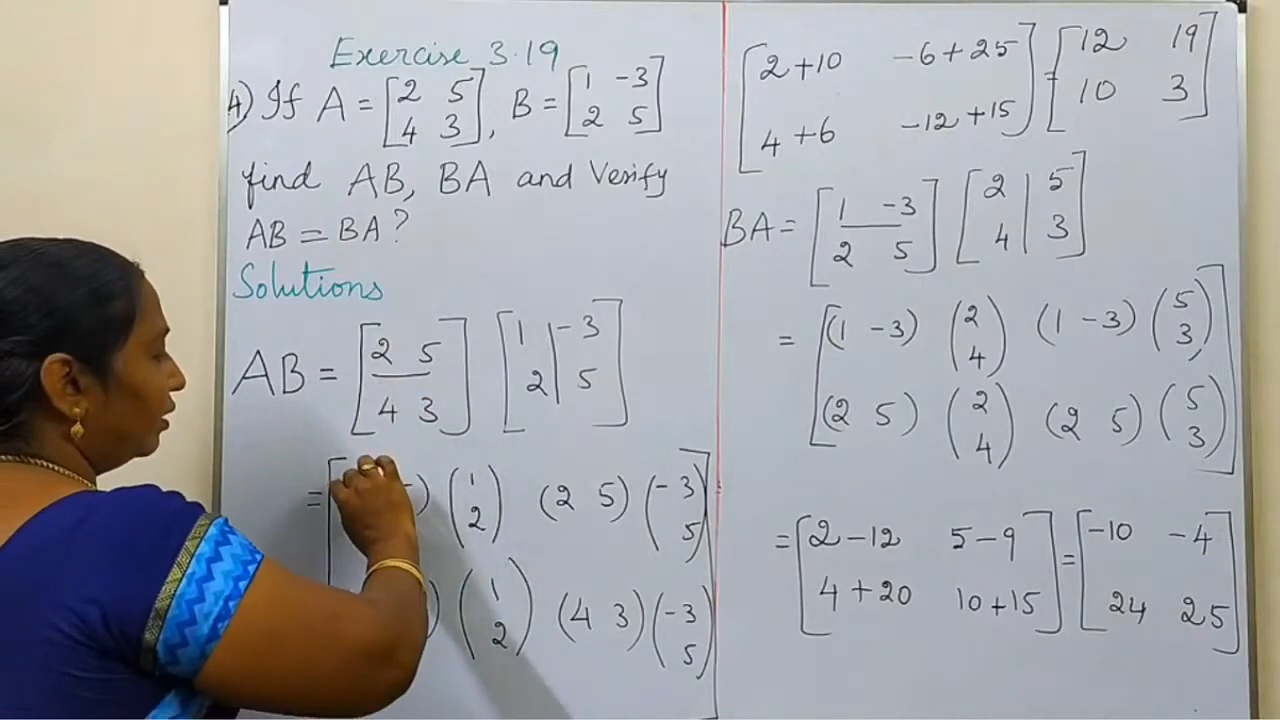 Exercise 3.19
4) If A = [2 5 , B = [1 -3
4 3] 2 5]
find AB, BA and Verify
AB = BA?
Solutions
AB = [2 5 [1 -3
4 3] 2 5]
= [ ) (1 2) (2 5) (-3 5)
) (1 2) (4 3) (-3 5)]
[2+10 -6+25 = [12 19
4+6 -12+15] 10 3]
BA = [1 -3 [2 5
2 5] 4 3]
= [(1 -3) (2 4) (1 -3) (5 3)
(2 5) (2 4) (2 5) (5 3)]
= [2-12 5-9 = [-10 -4
4+20 10+15] 24 25]